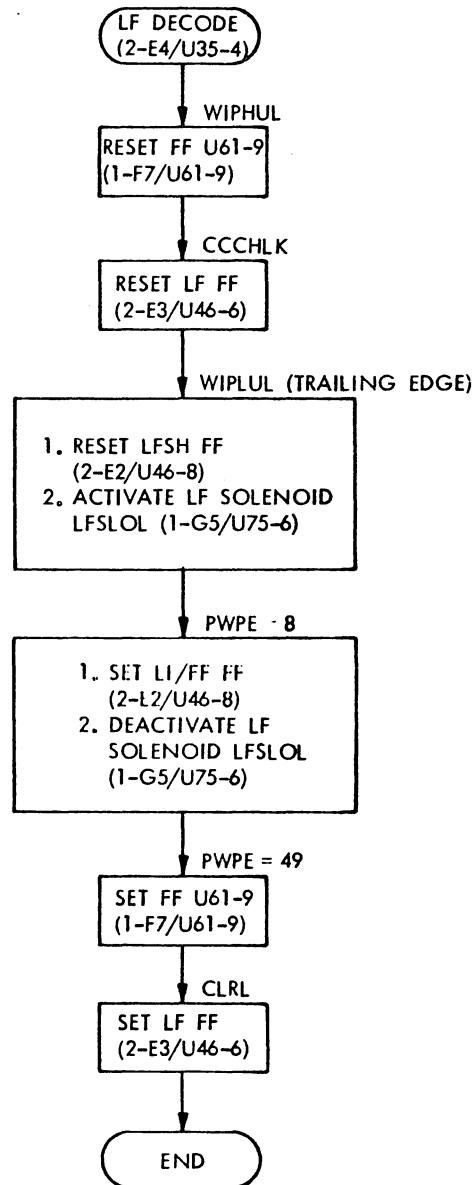 LF DECODE
(2-E4/U35-4)
WIPHUL
RESET FF U61-9
(1-F7/U61-9)
CCCHLK
RESET LF FF
(2-E3/U46-6)
WIPLUL (TRAILING EDGE)
1. RESET LFSH FF
(2-E2/U46-8)
2. ACTIVATE LF SOLENOID
LFSLOL (1-G5/U75-6)
PWPE - 8
1. SET LI/FF FF
(2-L2/U46-8)
2. DEACTIVATE LF
SOLENOID LFSLOL
(1-G5/U75-6)
PWPE = 49
SET FF U61-9
(1-F7/U61-9)
CLRL
SET LF FF
(2-E3/U46-6)
END